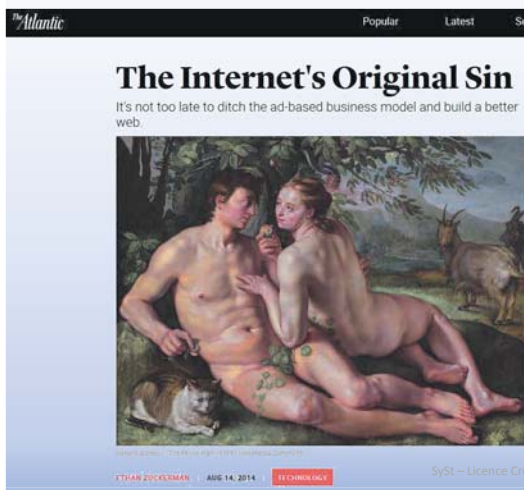 The Atlantic
Popular Latest
The Internet's Original Sin
It's not too late to ditch the ad-based business model and build a better
web.
ETHAN ZUCKERMAN AUG 14, 2014 TECHNOLOGY
SySt – Licence Cr